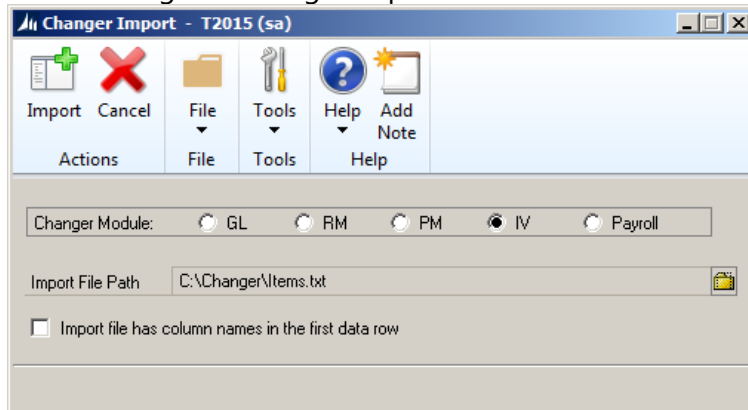 Changer Import - T2015 (sa)
Import Cancel File Tools Help Add Note
Actions File Tools Help
Changer Module: GL RM PM IV Payroll
Import File Path C:\Changer\Items.txt
Import file has column names in the first data row